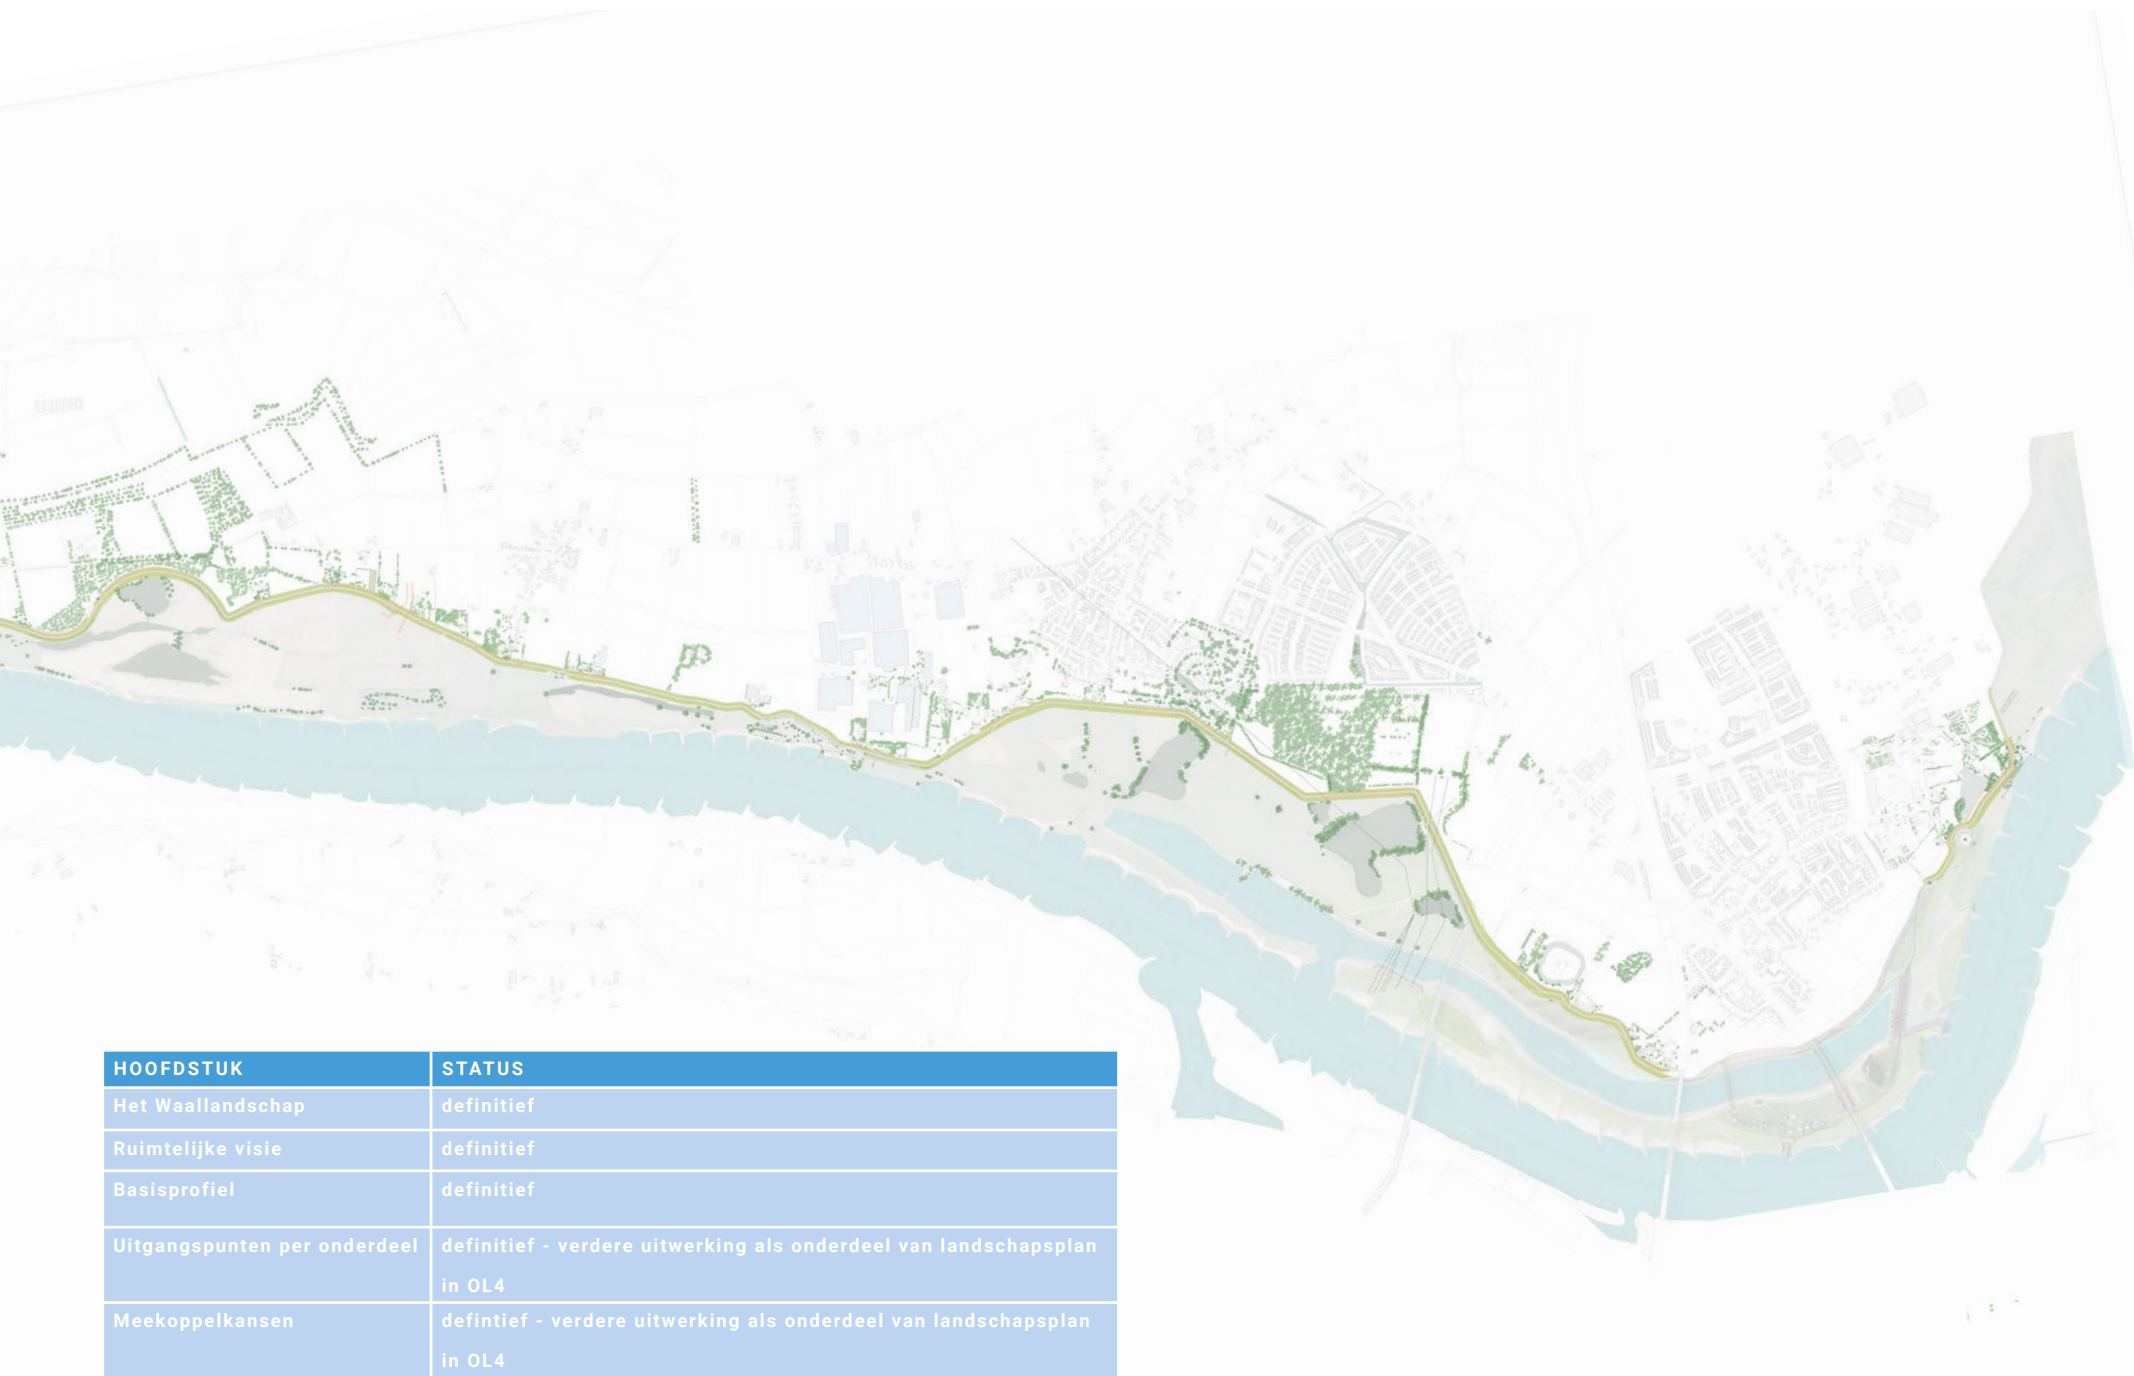 HOOFDSTUK STATUS
Het Waallandschap definitief
Ruimtelijke visie definitief
Basisprofiel definitief
Uitgangspunten per onderdeel definitief - verdere uitwerking als onderdeel van landschapsplan
in OL4
Meekoppelkansen defintief - verdere uitwerking als onderdeel van landschapsplan
in OL4